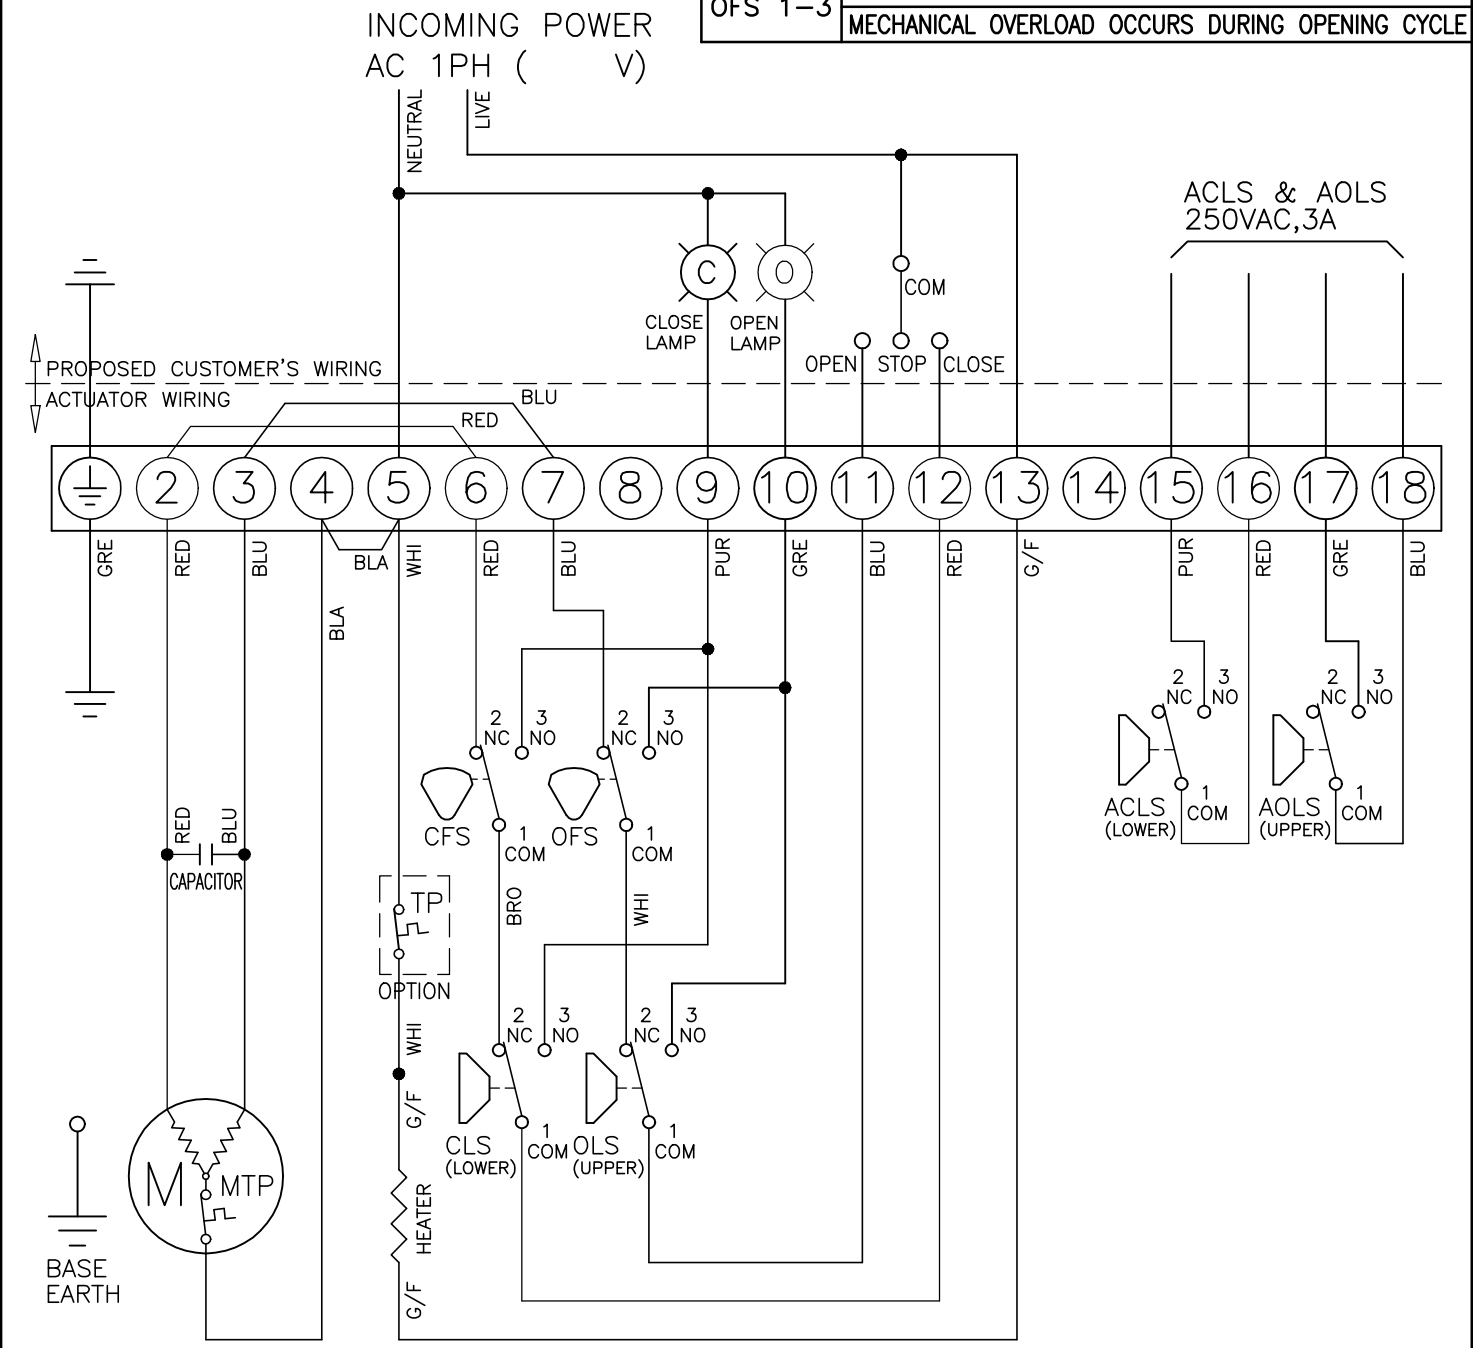 OFS 1-3
MECHANICAL OVERLOAD OCCURS DURING OPENING CYCLE
INCOMING POWER
AC 1PH ( V)
NEUTRAL
LIVE
ACLS & AOLS
250VAC,3A
C
O
COM
CLOSE
LAMP
OPEN
LAMP
OPEN
STOP
CLOSE
PROPOSED CUSTOMER'S WIRING
ACTUATOR WIRING
BLU
RED
2
3
4
5
6
7
8
9
10
11
12
13
14
15
16
17
18
GRE
RED
BLU
BLA
BLA
WHI
RED
BLU
PUR
GRE
BLU
RED
G/F
PUR
RED
GRE
BLU
2
NC
3
NO
2
NC
3
NO
2
NC
3
NO
2
NC
3
NO
CFS
1
COM
OFS
1
COM
ACLS
(LOWER)
1
COM
AOLS
(UPPER)
1
COM
RED
BLU
CAPACITOR
TP
OPTION
BRO
WHI
WHI
G/F
2
NC
3
NO
2
NC
3
NO
CLS
(LOWER)
1
COM
OLS
(UPPER)
1
COM
M
MTP
HEATER
G/F
BASE
EARTH